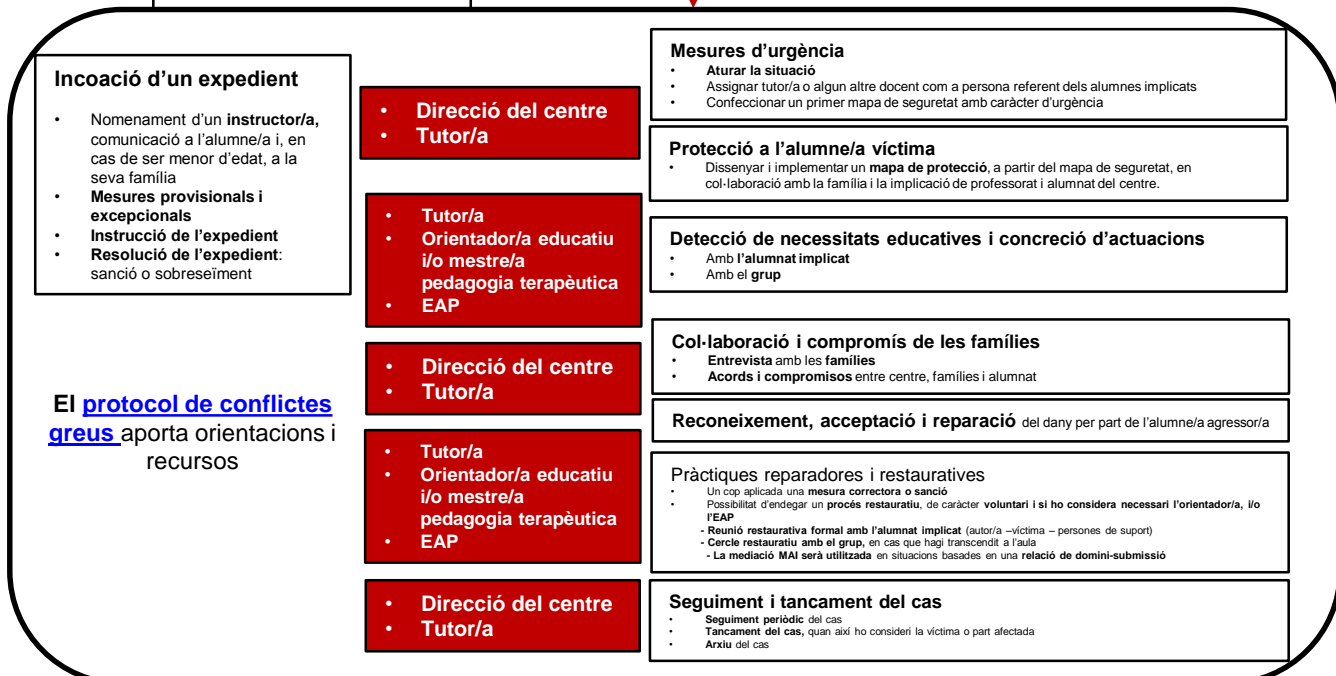 Incoació d’un expedient
• Nomenament d’un instructor/a,
comunicació a l’alumne/a i, en
cas de ser menor d’edat, a la
seva família
• Mesures provisionals i
excepcionals
• Instrucció de l’expedient
• Resolució de l’expedient:
sanció o sobreseïment
El protocol de conflictes
greus aporta orientacions i
recursos
• Direcció del centre
• Tutor/a
• Tutor/a
• Orientador/a educatiu
i/o mestre/a
pedagogia terapèutica
• EAP
• Direcció del centre
• Tutor/a
• Tutor/a
• Orientador/a educatiu
i/o mestre/a
pedagogia terapèutica
• EAP
• Direcció del centre
• Tutor/a
Mesures d’urgència
• Aturar la situació
• Assignar tutor/a o algun altre docent com a persona referent dels alumnes implicats
• Confeccionar un primer mapa de seguretat amb caràcter d’urgència
Protecció a l’alumne/a víctima
• Dissenyar i implementar un mapa de protecció, a partir del mapa de seguretat, en
col·laboració amb la família i la implicació de professorat i alumnat del centre.
Detecció de necessitats educatives i concreció d’actuacions
• Amb l’alumnat implicat
• Amb el grup
Col·laboració i compromís de les famílies
• Entrevista amb les famílies
• Acords i compromisos entre centre, famílies i alumnat
Reconeixement, acceptació i reparació del dany per part de l’alumne/a agressor/a
Pràctiques reparadores i restauratives
• Un cop aplicada una mesura correctora o sanció
• Possibilitat d’endegar un procés restauratiu, de caràcter voluntari i si ho considera necessari l’orientador/a, i/o
l’EAP
- Reunió restaurativa formal amb l’alumnat implicat (autor/a –víctima – persones de suport)
- Cercle restauratiu amb el grup, en cas que hagi transcendit a l’aula
- La mediació MAI serà utilitzada en situacions basades en una relació de domini-submissió
Seguiment i tancament del cas
• Seguiment periòdic del cas
• Tancament del cas, quan així ho consideri la víctima o part afectada
• Arxiu del cas